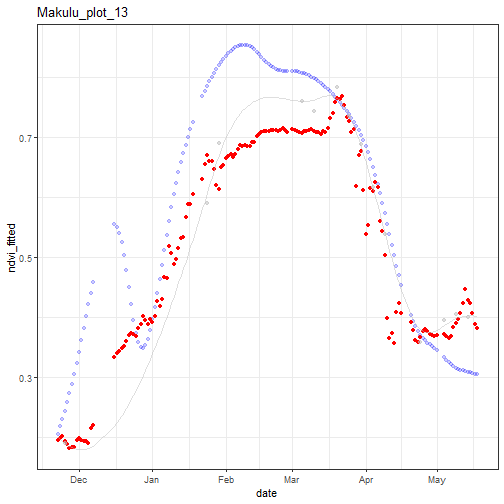 Makulu_plot_13
ndvi_fitted
0.7
0.5
0.3
Dec Jan Feb Mar Apr May
date